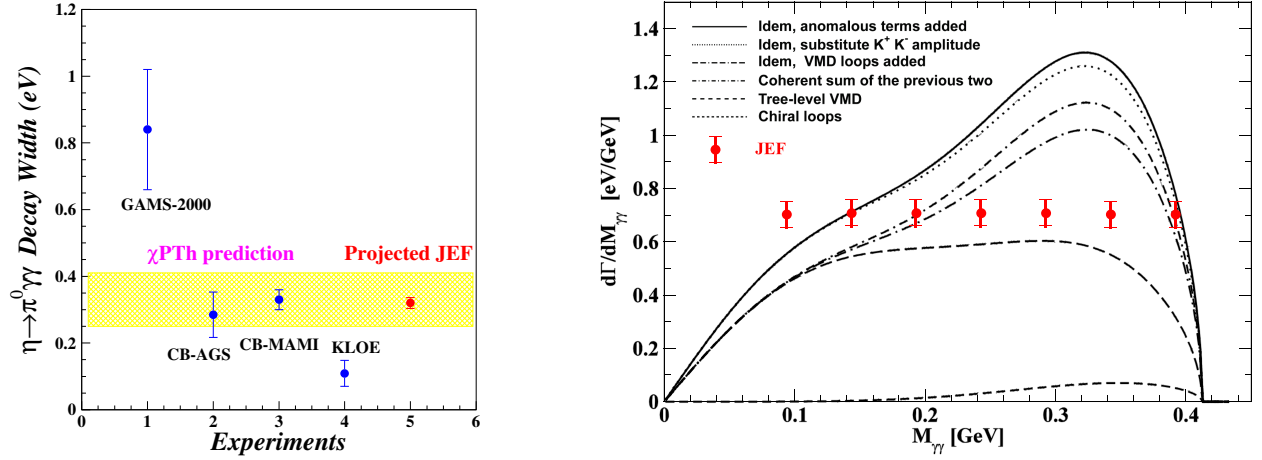 η→π⁰γγ Decay Width (eV)
1.2
1
0.8
0.6
0.4
0.2
0
GAMS-2000
χPTh prediction
Projected JEF
CB-AGS
CB-MAMI
KLOE
0 1 2 3 4 5 6
Experiments
dΓ/dMγγ [eV/GeV]
1.4
1.2
1
0.8
0.6
0.4
0.2
0
Idem, anomalous terms added
Idem, substitute K⁺ K⁻ amplitude
Idem, VMD loops added
Coherent sum of the previous two
Tree-level VMD
Chiral loops
JEF
0 0.1 0.2 0.3 0.4
Mγγ [GeV]